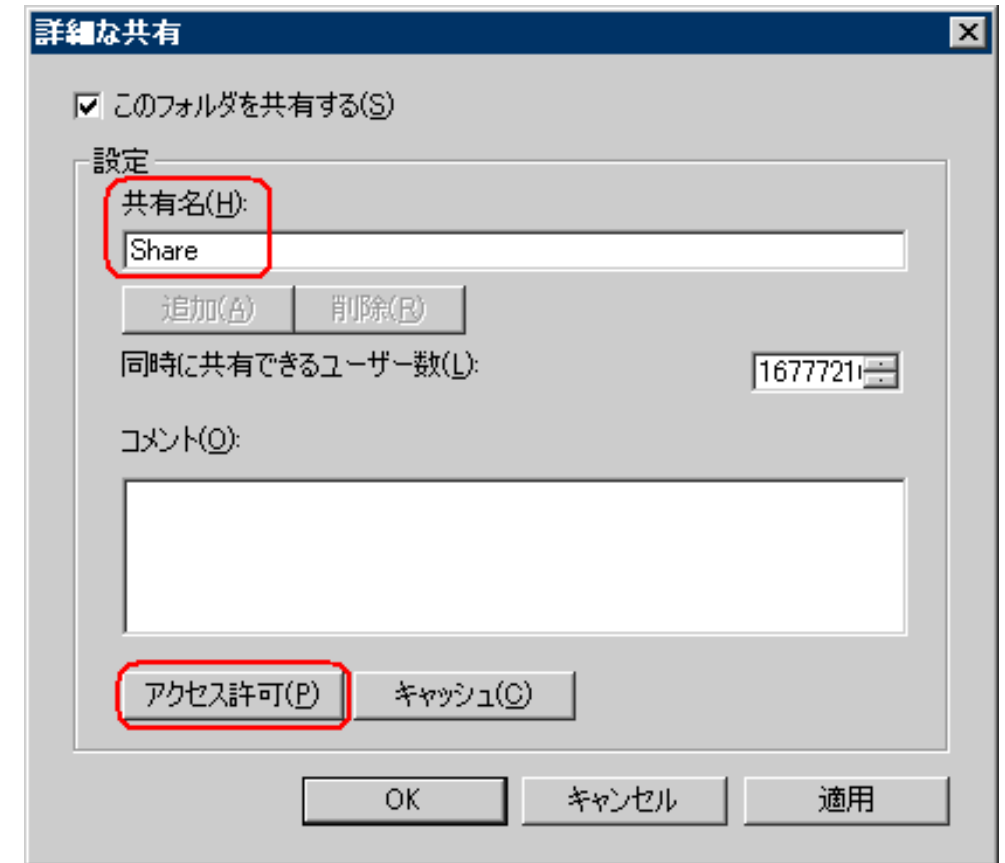 詳細な共有
このフォルダを共有する(S)
設定
共有名(H):
Share
追加(A) 削除(R)
同時に共有できるユーザー数(L):
1677721
コメント(O):
アクセス許可(P) キャッシュ(C)
OK キャンセル 適用